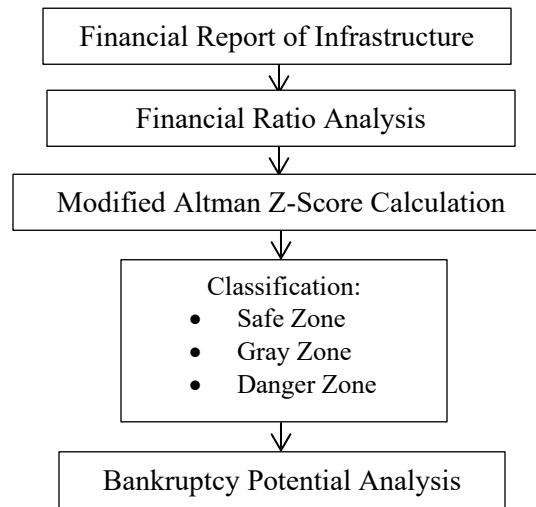 Financial Report of Infrastructure
Financial Ratio Analysis
Modified Altman Z-Score Calculation
Classification:
• Safe Zone
• Gray Zone
• Danger Zone
Bankruptcy Potential Analysis